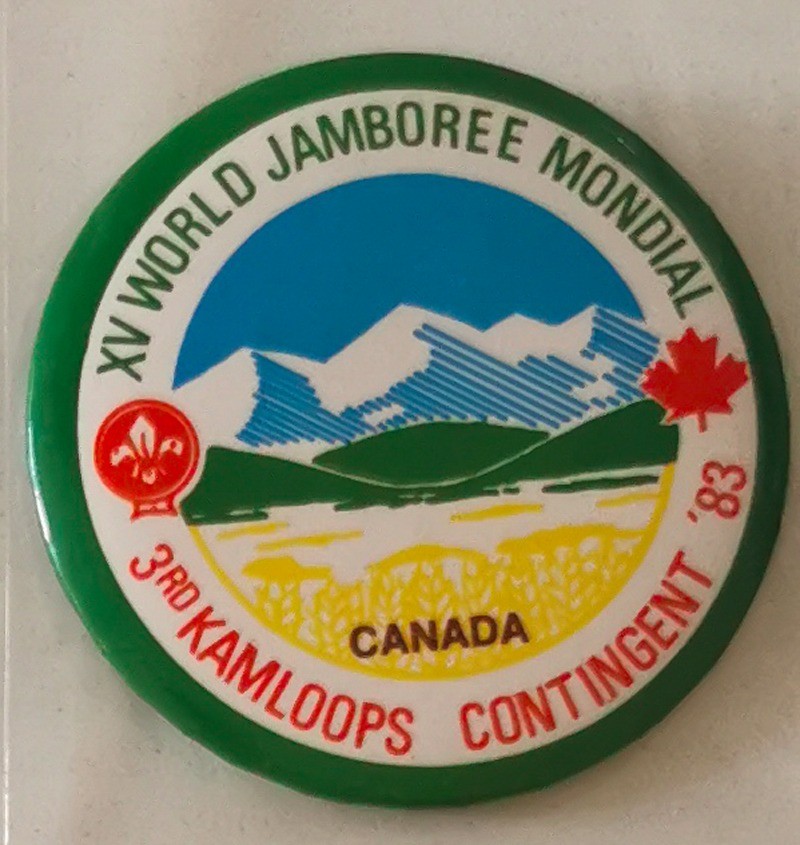 XV WORLD JAMBOREE MONDIAL
CANADA
3RD KAMLOOPS CONTINGENT '83